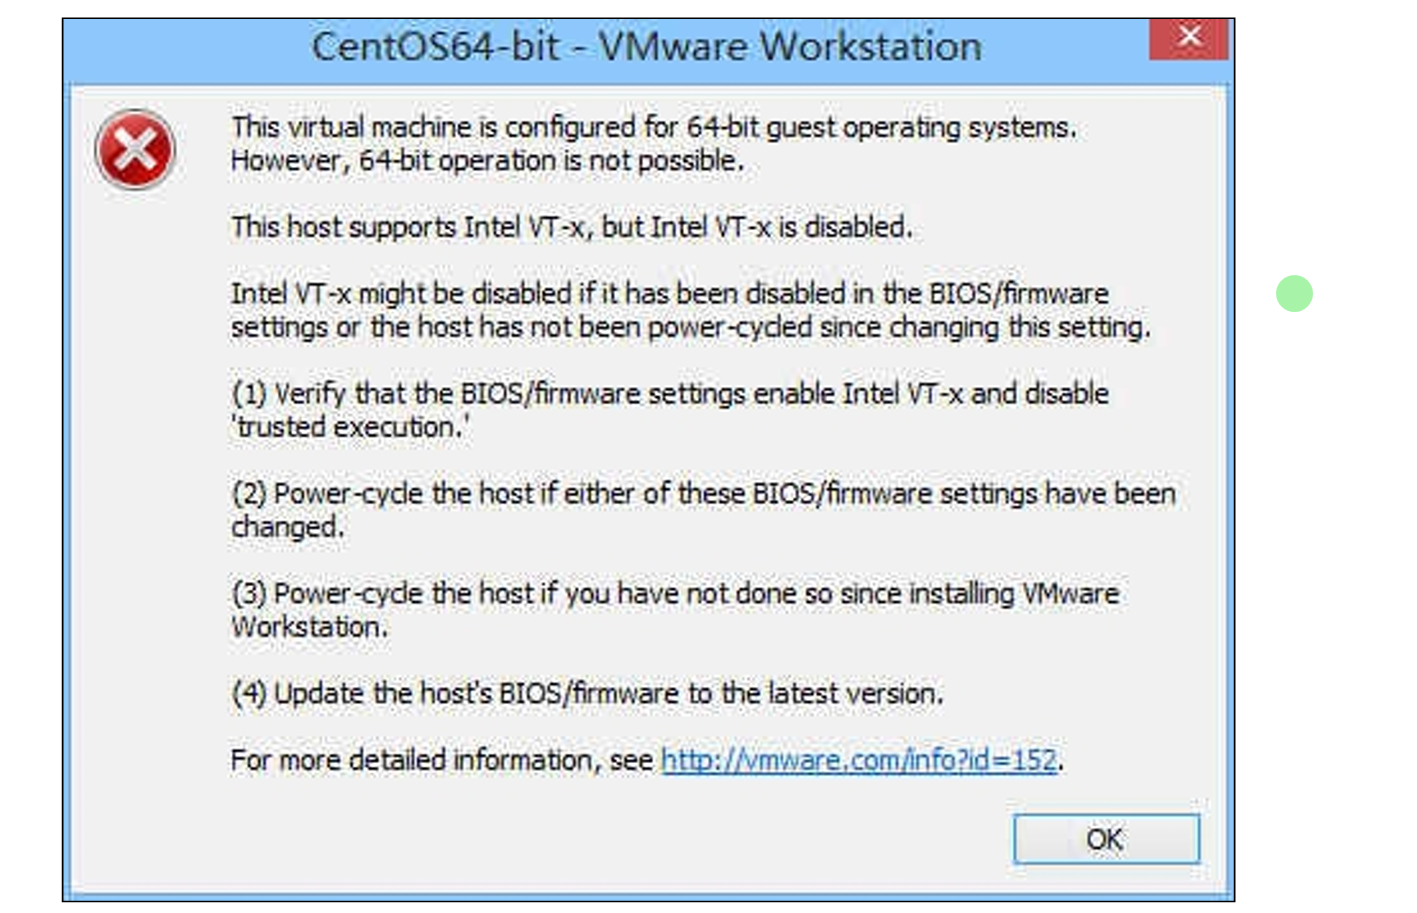 CentOS64-bit - VMware Workstation
This virtual machine is configured for 64-bit guest operating systems.
However, 64-bit operation is not possible.
This host supports Intel VT-x, but Intel VT-x is disabled.
Intel VT-x might be disabled if it has been disabled in the BIOS/firmware
settings or the host has not been power-cycled since changing this setting.
(1) Verify that the BIOS/firmware settings enable Intel VT-x and disable
'trusted execution.'
(2) Power-cycle the host if either of these BIOS/firmware settings have been
changed.
(3) Power-cycle the host if you have not done so since installing VMware
Workstation.
(4) Update the host's BIOS/firmware to the latest version.
For more detailed information, see http://vmware.com/info?id=152.
OK